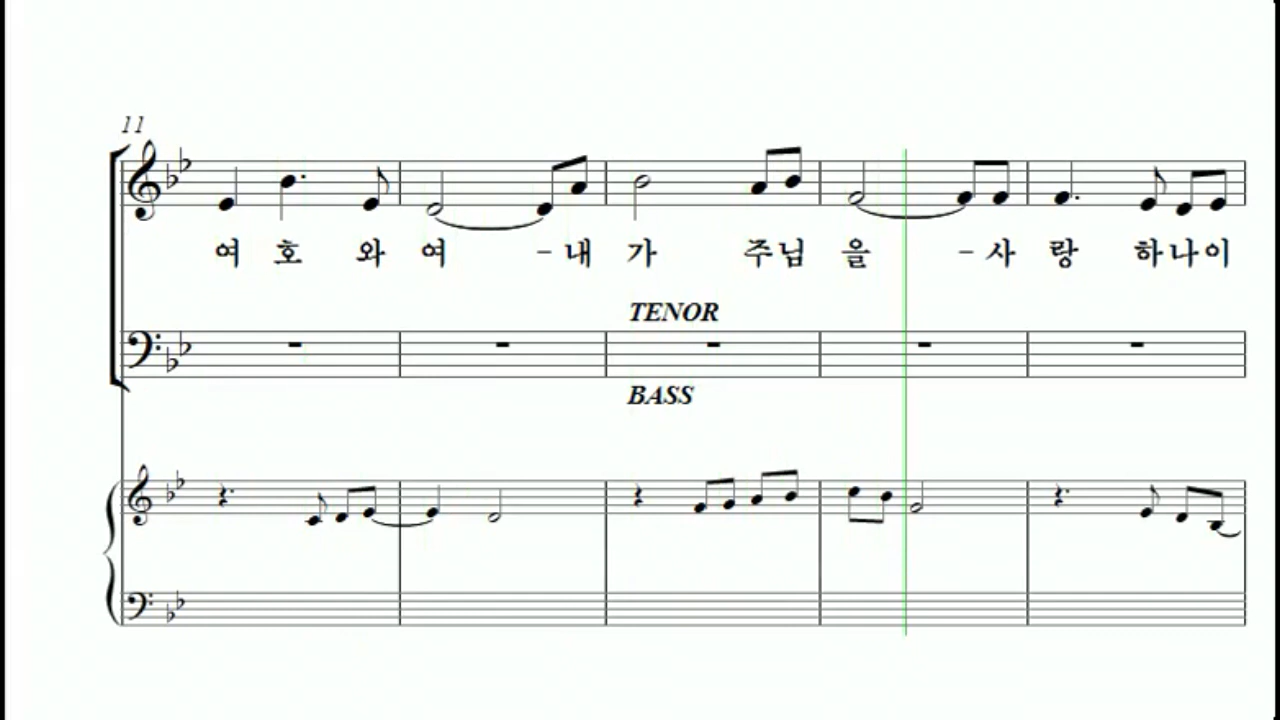 11
여 호 와 여 - 내 가 주 님 을 - 사 랑 하 나 이
TENOR
BASS